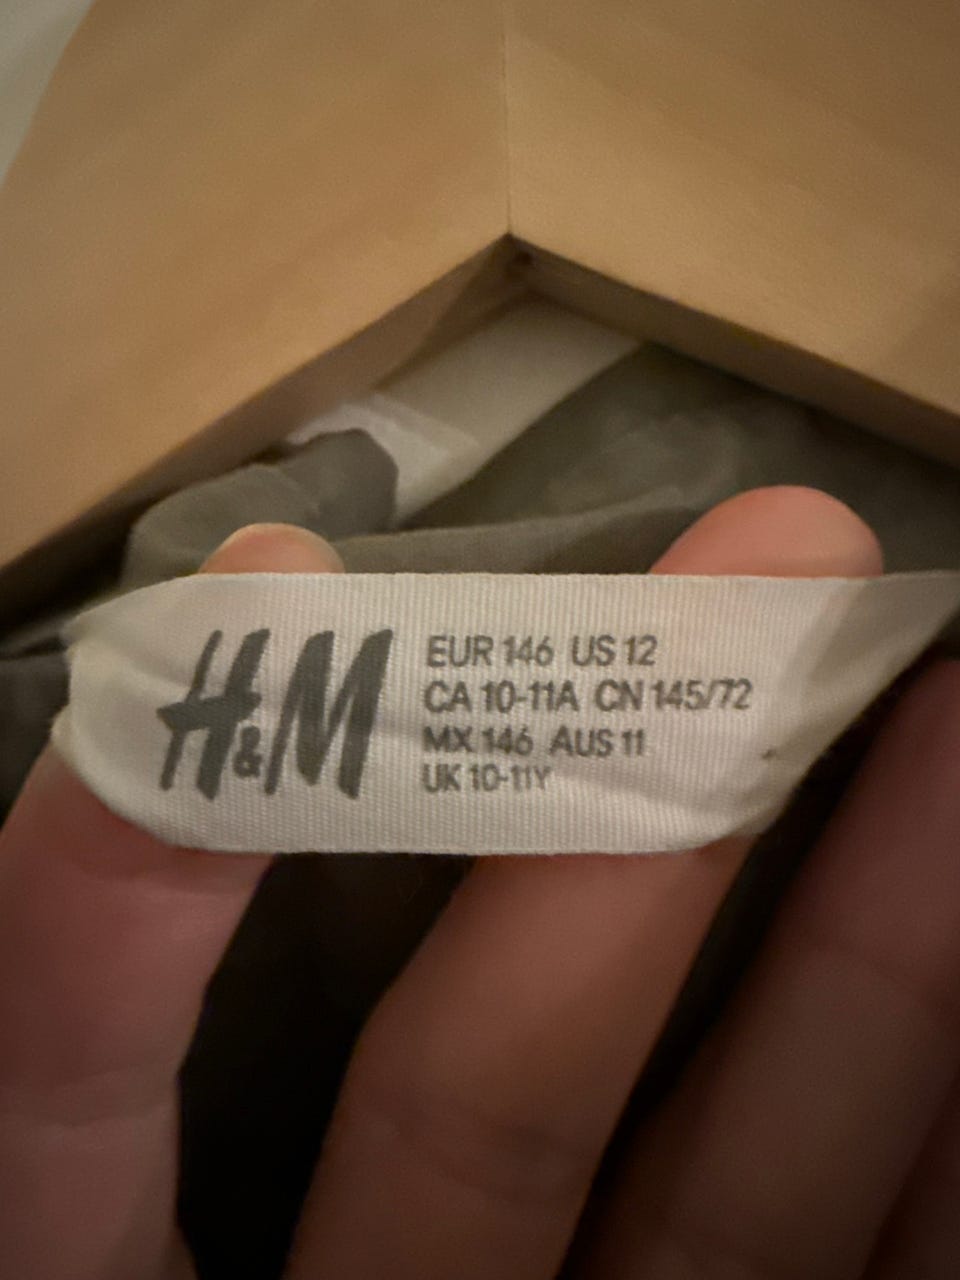 H&M
EUR 146 US 12
CA 10-11A CN 145/72
MX 146 AUS 11
UK 10-11Y